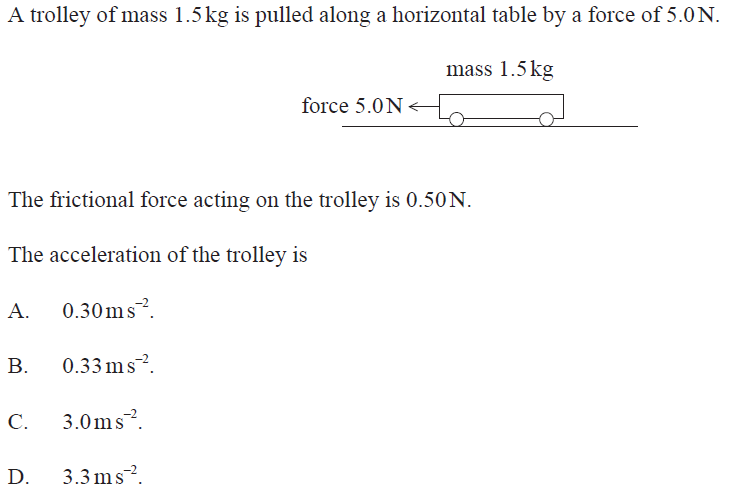 A trolley of mass 1.5 kg is pulled along a horizontal table by a force of 5.0 N.
mass 1.5 kg
force 5.0 N
The frictional force acting on the trolley is 0.50 N.
The acceleration of the trolley is
A. 0.30 m s⁻².
B. 0.33 m s⁻².
C. 3.0 m s⁻².
D. 3.3 m s⁻².